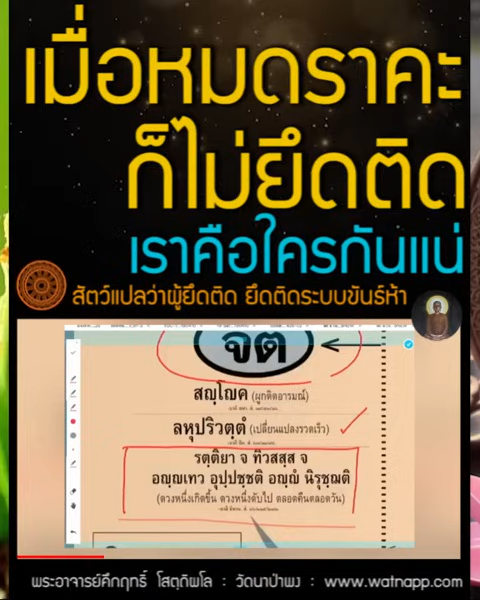 เมื่อหมดราคะ
ก็ไม่ยึดติด
เราคือใครกันแน่
สัตว์แปลว่าผู้ยึดติด ยึดติดระบบขันธ์ห้า
จิต
สญฺโญค (ผูกติดอารมณ์)
ลหุปริวตฺตํ (เปลี่ยนแปลงรวดเร็ว)
รตฺติยา จ ทิวสสฺส จ
อญฺญเทว อุปฺปชฺชติ อญฺญํ นิรุชฺฌติ
(ดวงหนึ่งเกิดขึ้น ดวงหนึ่งดับไป ตลอดคืนตลอดวัน)
พระอาจารย์คึกฤทธิ์ โสตฺถิผโล : วัดนาป่าพง : www.watnapp.com